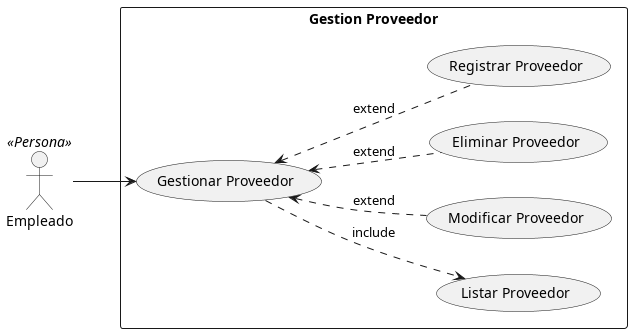 Gestion Proveedor
Registrar Proveedor
extend
Eliminar Proveedor
extend
«Persona»
Gestionar Proveedor
Empleado
extend
Modificar Proveedor
include
Listar Proveedor